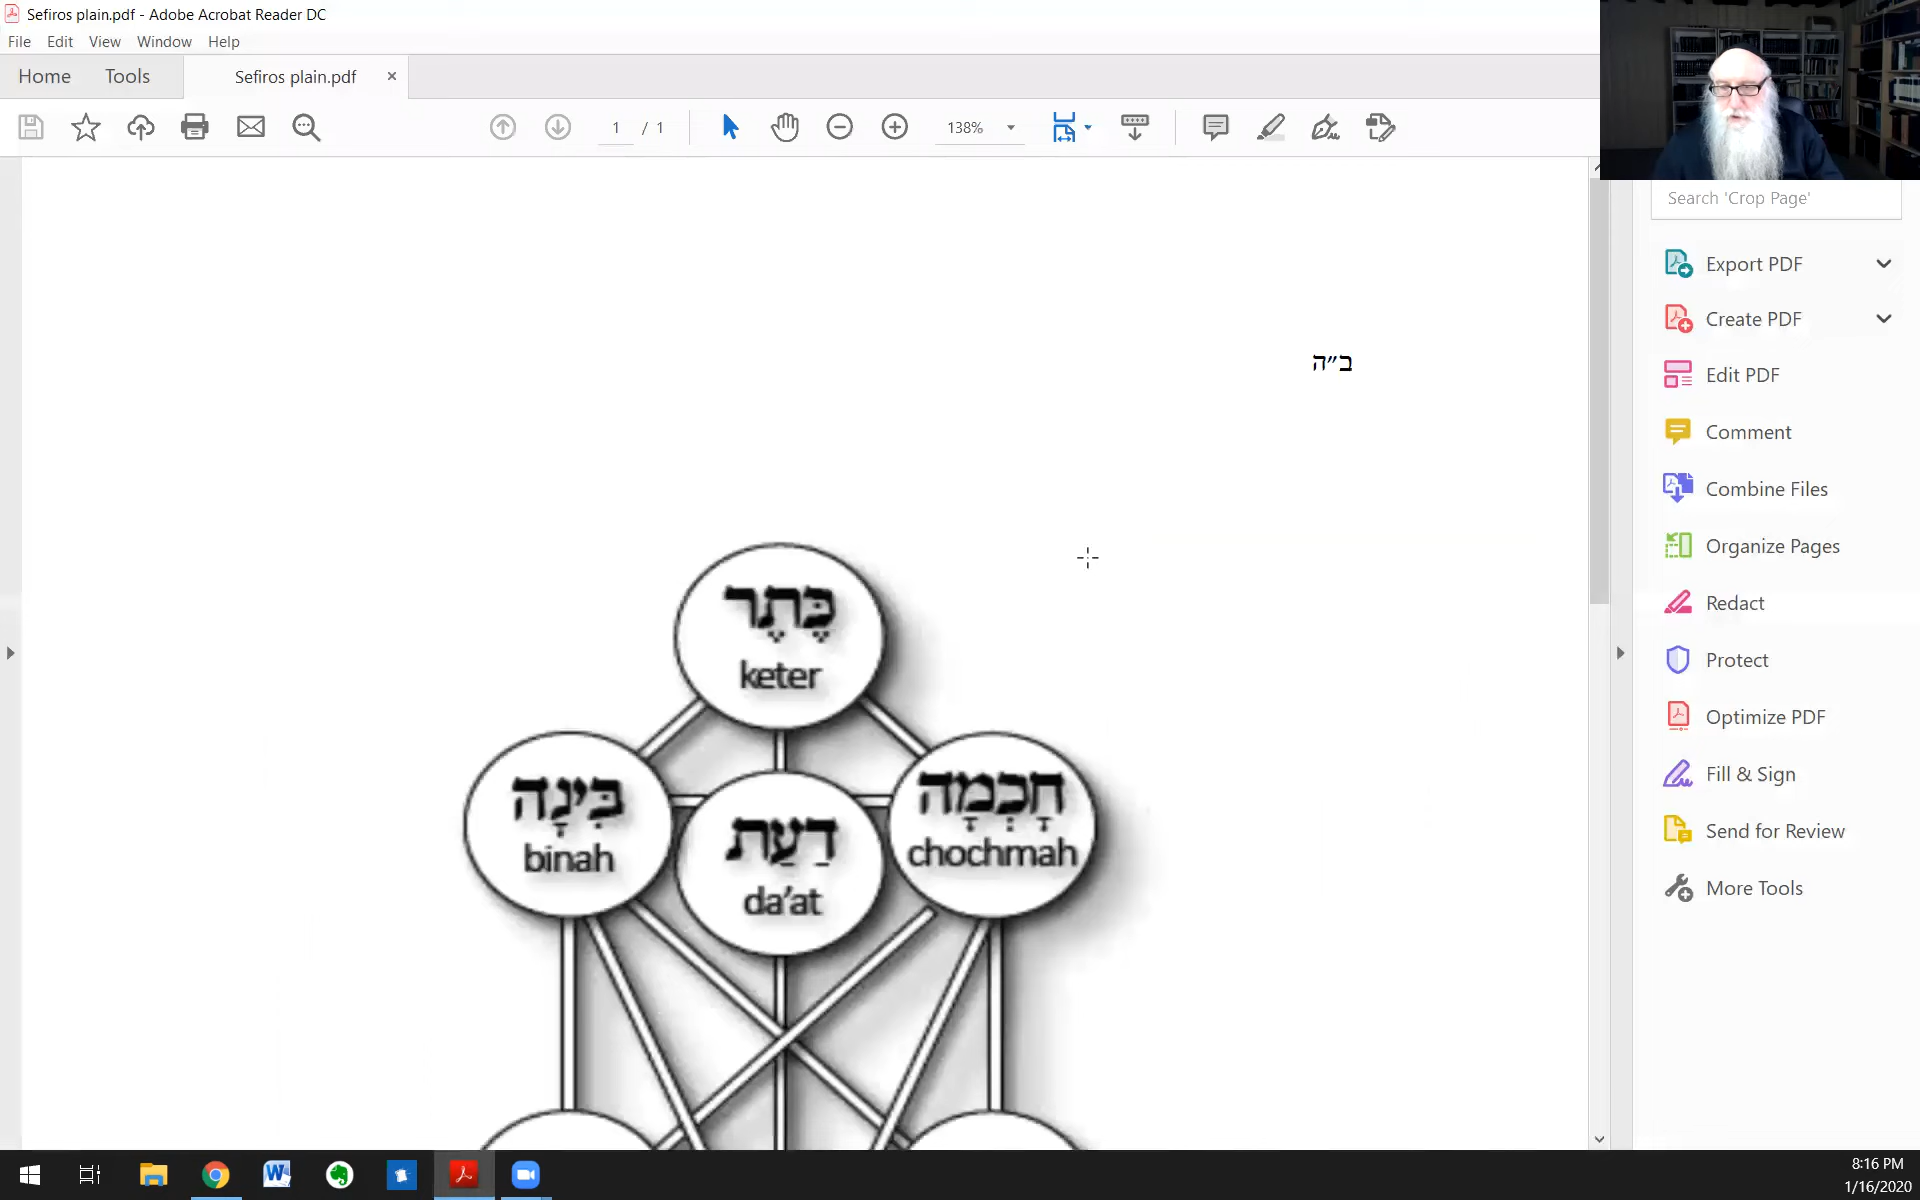 Sefiros plain.pdf - Adobe Acrobat Reader DC
File Edit View Window Help
Home Tools Sefiros plain.pdf ×
1 / 1 138%
Search 'Crop Page'
Export PDF
Create PDF
Edit PDF
Comment
Combine Files
Organize Pages
Redact
Protect
Optimize PDF
Fill & Sign
Send for Review
More Tools
ב״ה
כֶּתֶר
keter
בִּינָה
binah
דַעַת
da'at
חָכְמָה
chochmah
8:16 PM
1/16/2020